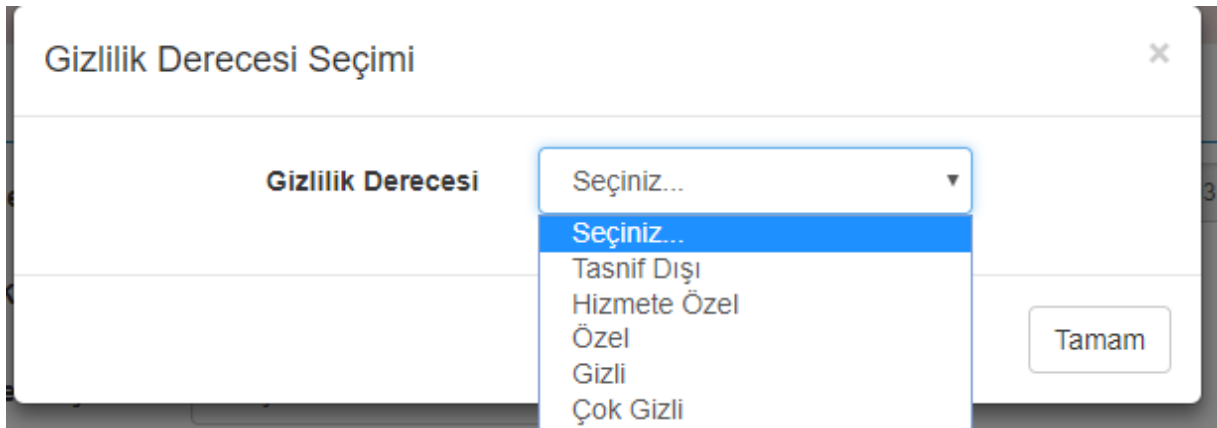 Gizlilik Derecesi Seçimi ×
Gizlilik Derecesi Seçiniz...
Seçiniz...
Tasnif Dışı
Hizmete Özel
Özel
Gizli
Çok Gizli
Tamam